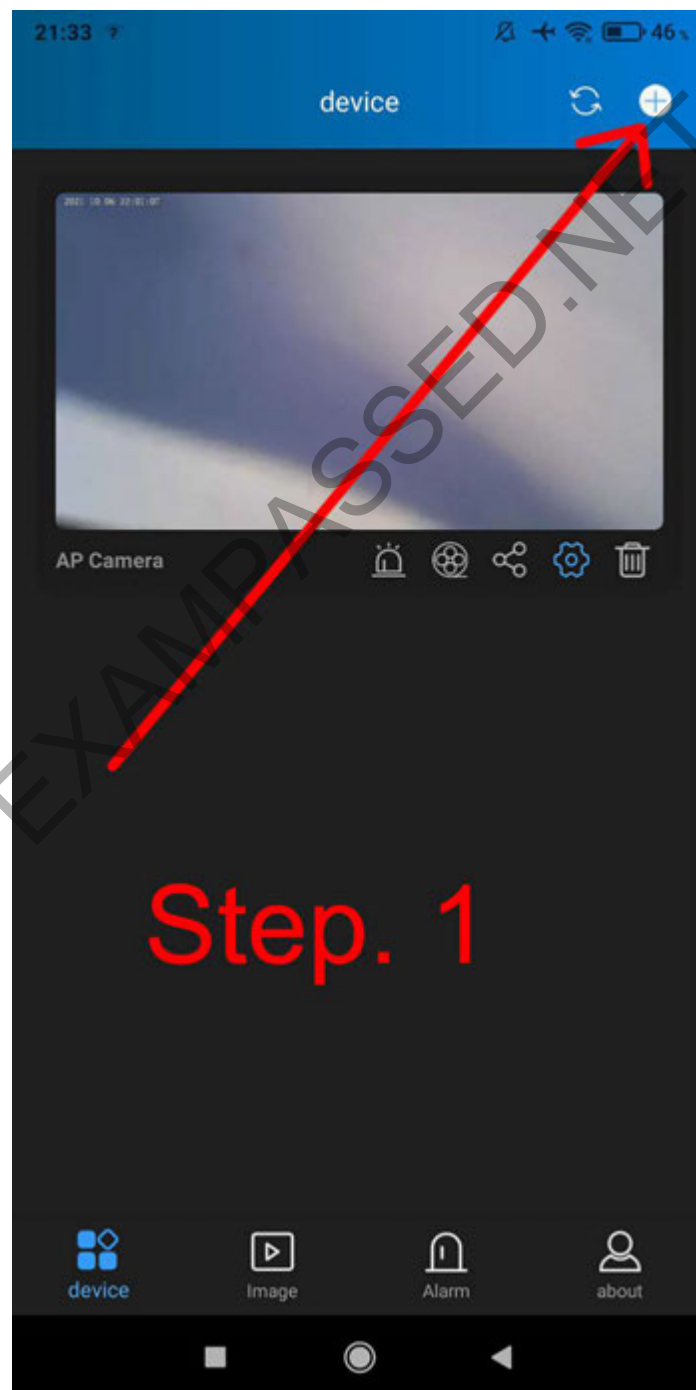 21:33
46
device
AP Camera
EXAMPASSED.NET
Step. 1
device Image Alarm about